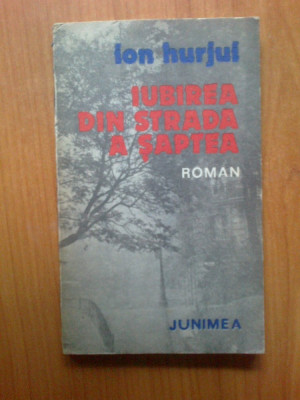 ion hurjui
IUBIREA
DIN STRADA
A ŞAPTEA
ROMAN
JUNIMEA